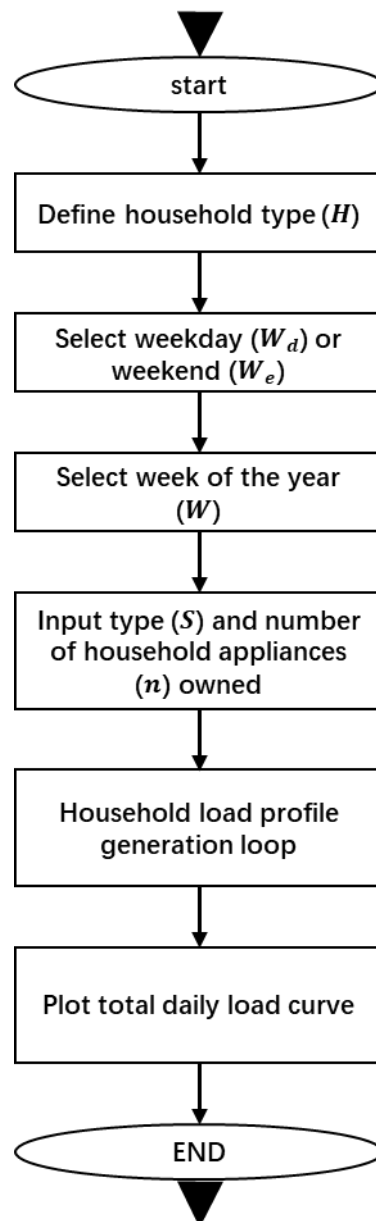 start
Define household type (H)
Select weekday (W_d) or
weekend (W_e)
Select week of the year
(W)
Input type (S) and number
of household appliances
(n) owned
Household load profile
generation loop
Plot total daily load curve
END